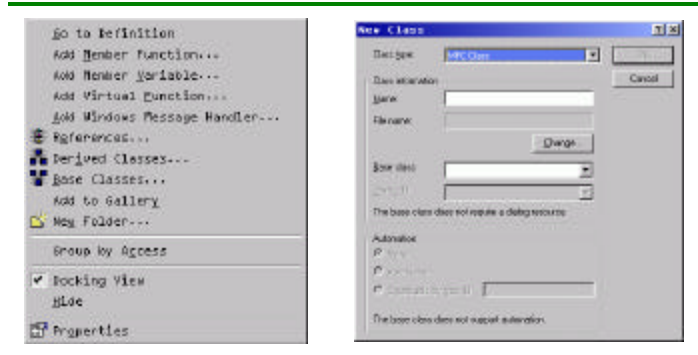 Go to Definition
Add Member Function...
Add Member Variable...
Add Virtual Function...
Add Windows Message Handler...
References...
Derived Classes...
Base Classes...
Add to Gallery
New Folder...
Group by Access
Docking View
Hide
Properties
New Class
Class type:
MFC Class
Cancel
Class information
Name:
File name:
Change...
Base class:
The base class does not require a dialog resource.
Automation
The base class does not support automation.